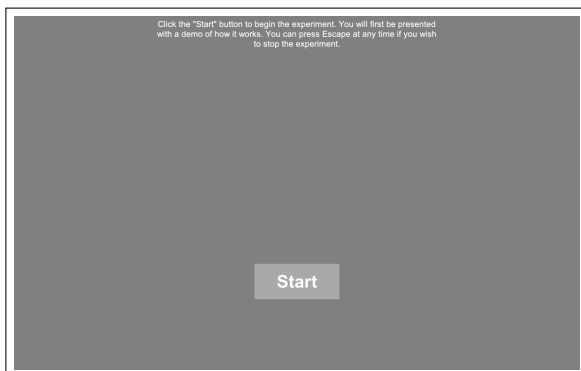 Click the "Start" button to begin the experiment. You will first be presented
with a demo of how it works. You can press Escape at any time if you wish
to stop the experiment.
Start